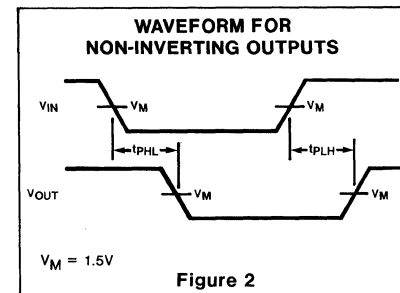 WAVEFORM FOR
NON-INVERTING OUTPUTS
VIN
VM
VM
tPHL
tPLH
VOUT
VM
VM
VM = 1.5V
Figure 2